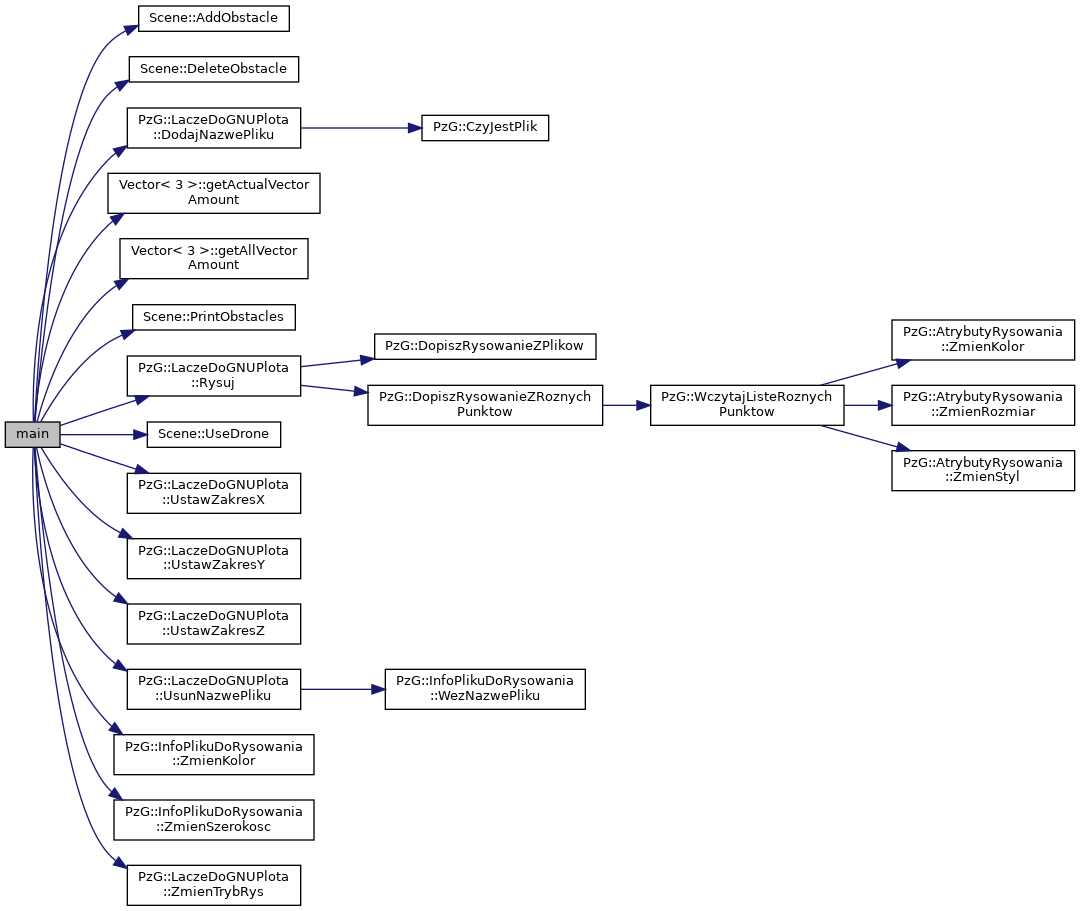 main
Scene::AddObstacle
Scene::DeleteObstacle
PzG::LaczeDoGNUPlota
::DodajNazwePliku
PzG::CzyJestPlik
Vector< 3 >::getActualVector
Amount
Vector< 3 >::getAllVector
Amount
Scene::PrintObstacles
PzG::LaczeDoGNUPlota
::Rysuj
PzG::DopiszRysowanieZPlikow
PzG::DopiszRysowanieZRoznych
Punktow
PzG::WczytajListeRoznych
Punktow
PzG::AtrybutyRysowania
::ZmienKolor
PzG::AtrybutyRysowania
::ZmienRozmiar
PzG::AtrybutyRysowania
::ZmienStyl
Scene::UseDrone
PzG::LaczeDoGNUPlota
::UstawZakresX
PzG::LaczeDoGNUPlota
::UstawZakresY
PzG::LaczeDoGNUPlota
::UstawZakresZ
PzG::LaczeDoGNUPlota
::UsunNazwePliku
PzG::InfoPlikuDoRysowania
::WezNazwePliku
PzG::InfoPlikuDoRysowania
::ZmienKolor
PzG::InfoPlikuDoRysowania
::ZmienSzerokosc
PzG::LaczeDoGNUPlota
::ZmienTrybRys